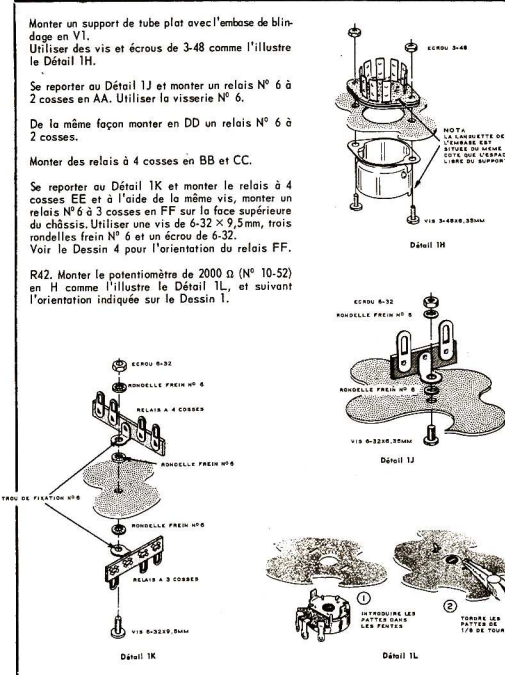 Monter un support de tube plat avec l'embase de blin-
dage en V1.
Utiliser des vis et écrous de 3-48 comme l'illustre
le Détail 1H.
Se reporter au Détail 1J et monter un relais N° 6 à
2 cosses en AA. Utiliser la visserie N° 6.
De la même façon monter en DD un relais N° 6 à
2 cosses.
Monter des relais à 4 cosses en BB et CC.
Se reporter au Détail 1K et monter le relais à 4
cosses EE et à l'aide de la même vis, monter un
relais N°6 à 3 cosses en FF sur la face supérieure
du châssis. Utiliser une vis de 6-32 × 9,5mm, trois
rondelles frein N° 6 et un écrou de 6-32.
Voir le Dessin 4 pour l'orientation du relais FF.
R42. Monter le potentiomètre de 2000 Ω (N° 10-52)
en H comme l'illustre le Détail 1L, et suivant
l'orientation indiquée sur le Dessin 1.
ECROU 3-48
NOTA
LA LANGUETTE DE
L'EMBASE EST
SITUEE DU MEME
COTE QUE L'ESPAC
LIBRE DU SUPPORT
VIS 3-48X6,35MM
Détail 1H
ECROU 6-32
RONDELLE FREIN N° 6
RONDELLE FREIN N° 6
VIS 6-32X6,35MM
Détail 1J
ECROU 6-32
RONDELLE FREIN N° 6
RELAIS A 4 COSSES
RONDELLE FREIN N° 6
TROU DE FIXATION N° 6
RONDELLE FREIN N° 6
RELAIS A 3 COSSES
VIS 6-32X9,5MM
Détail 1K
1
INTRODUIRE LES
PATTES DANS
LES FENTES
2
TORDRE LES
PATTES DE
1/8 DE TOUR
Détail 1L